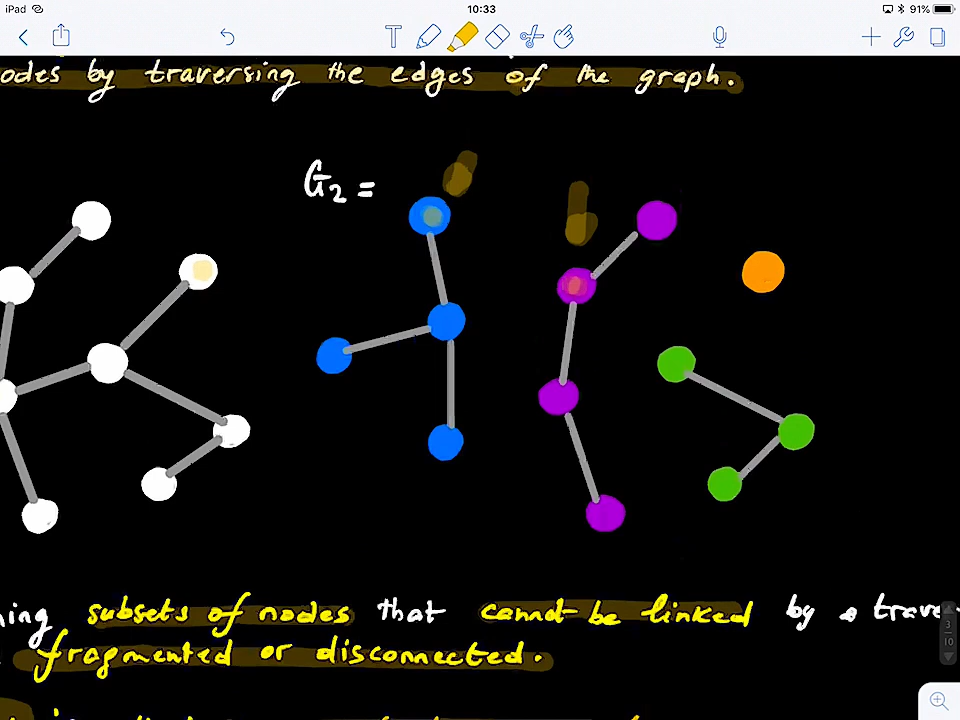 iPad 10:33 91%
T
odes by traversing the edges of the graph.
G2 =
ning subsets of nodes that cannot be linked by a trave
fragmented or disconnected.
3
10